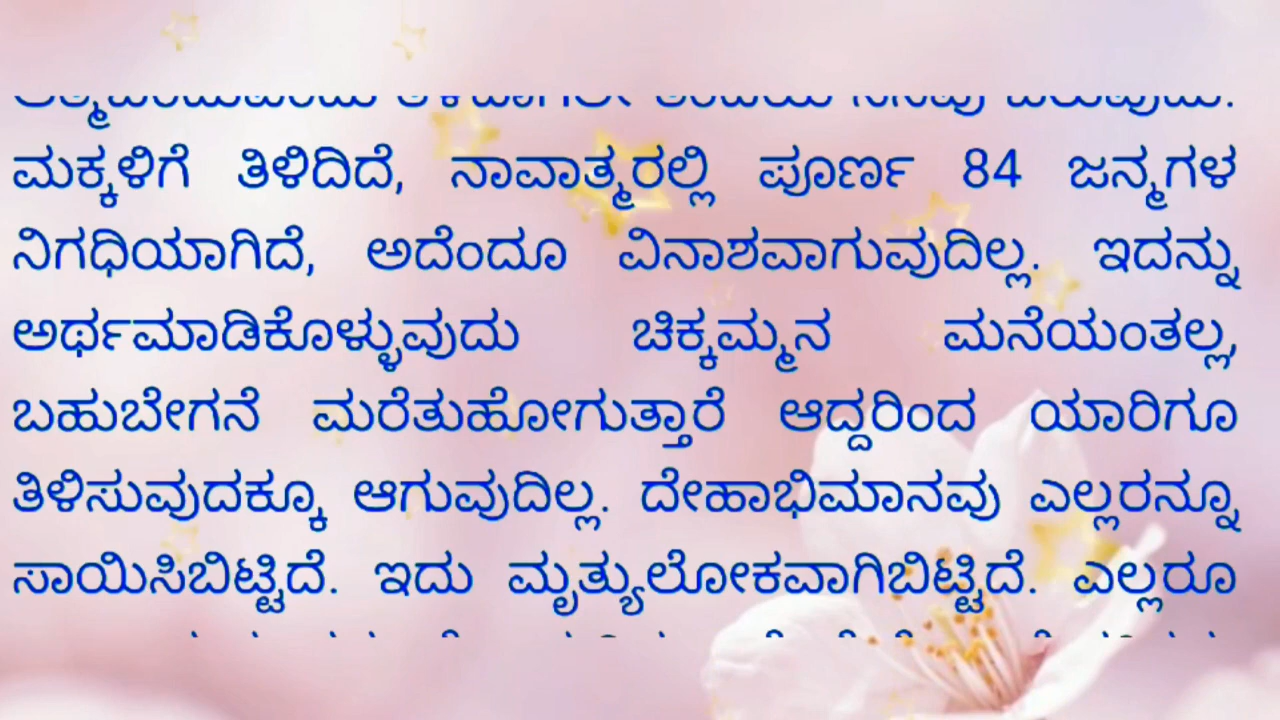 ಮಕ್ಕಳಿಗೆ ತಿಳಿದಿದೆ, ನಾವಾತ್ಮರಲ್ಲಿ ಪೂರ್ಣ 84 ಜನ್ಮಗಳ
ನಿಗಧಿಯಾಗಿದೆ, ಅದೆಂದೂ ವಿನಾಶವಾಗುವುದಿಲ್ಲ. ಇದನ್ನು
ಅರ್ಥಮಾಡಿಕೊಳ್ಳುವುದು ಚಿಕ್ಕಮ್ಮನ ಮನೆಯಂತಲ್ಲ,
ಬಹುಬೇಗನೆ ಮರೆತುಹೋಗುತ್ತಾರೆ ಆದ್ದರಿಂದ ಯಾರಿಗೂ
ತಿಳಿಸುವುದಕ್ಕೂ ಆಗುವುದಿಲ್ಲ. ದೇಹಾಭಿಮಾನವು ಎಲ್ಲರನ್ನೂ
ಸಾಯಿಸಿಬಿಟ್ಟಿದೆ. ಇದು ಮೃತ್ಯುಲೋಕವಾಗಿಬಿಟ್ಟಿದೆ. ಎಲ್ಲರೂ